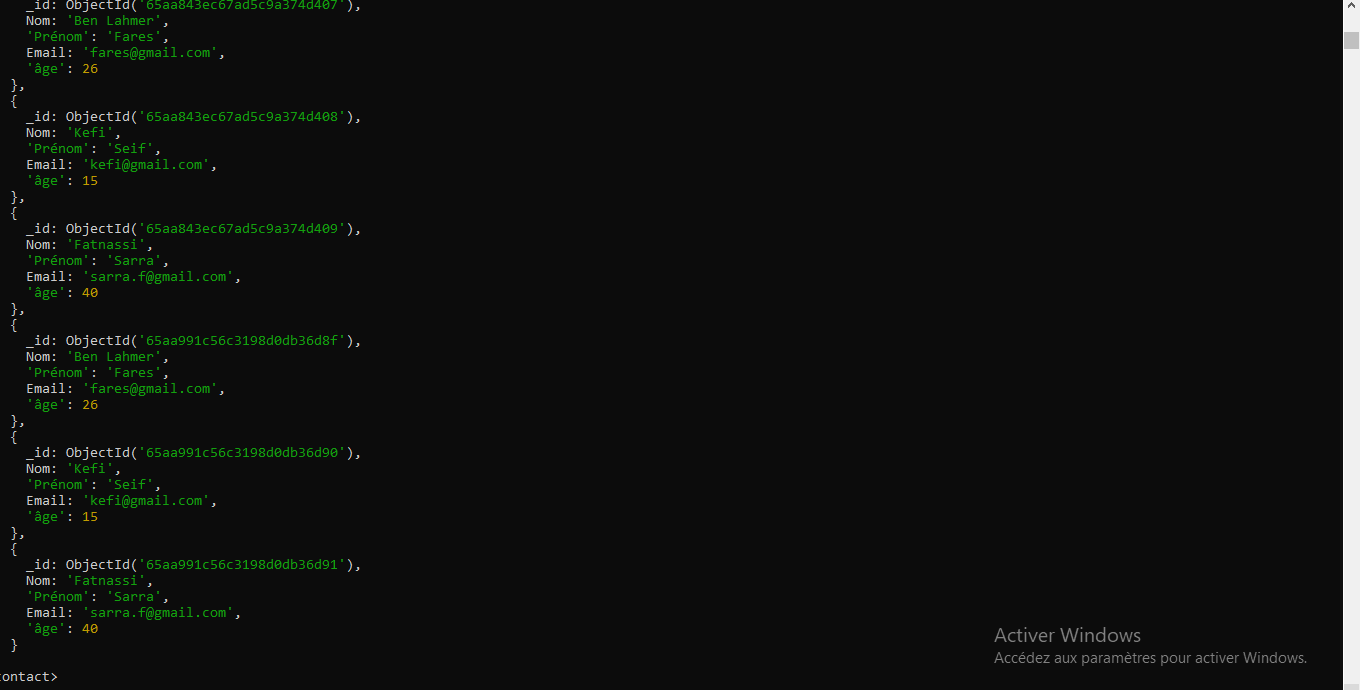 _id: ObjectId('65aa843ec67ad5c9a374d407'),
Nom: 'Ben Lahmer',
'Prénom': 'Fares',
Email: 'fares@gmail.com',
'âge': 26
},
{
_id: ObjectId('65aa843ec67ad5c9a374d408'),
Nom: 'Kefi',
'Prénom': 'Seif',
Email: 'kefi@gmail.com',
'âge': 15
},
{
_id: ObjectId('65aa843ec67ad5c9a374d409'),
Nom: 'Fatnassi',
'Prénom': 'Sarra',
Email: 'sarra.f@gmail.com',
'âge': 40
},
{
_id: ObjectId('65aa991c56c3198d0db36d8f'),
Nom: 'Ben Lahmer',
'Prénom': 'Fares',
Email: 'fares@gmail.com',
'âge': 26
},
{
_id: ObjectId('65aa991c56c3198d0db36d90'),
Nom: 'Kefi',
'Prénom': 'Seif',
Email: 'kefi@gmail.com',
'âge': 15
},
{
_id: ObjectId('65aa991c56c3198d0db36d91'),
Nom: 'Fatnassi',
'Prénom': 'Sarra',
Email: 'sarra.f@gmail.com',
'âge': 40
}
contact>
Activer Windows
Accédez aux paramètres pour activer Windows.